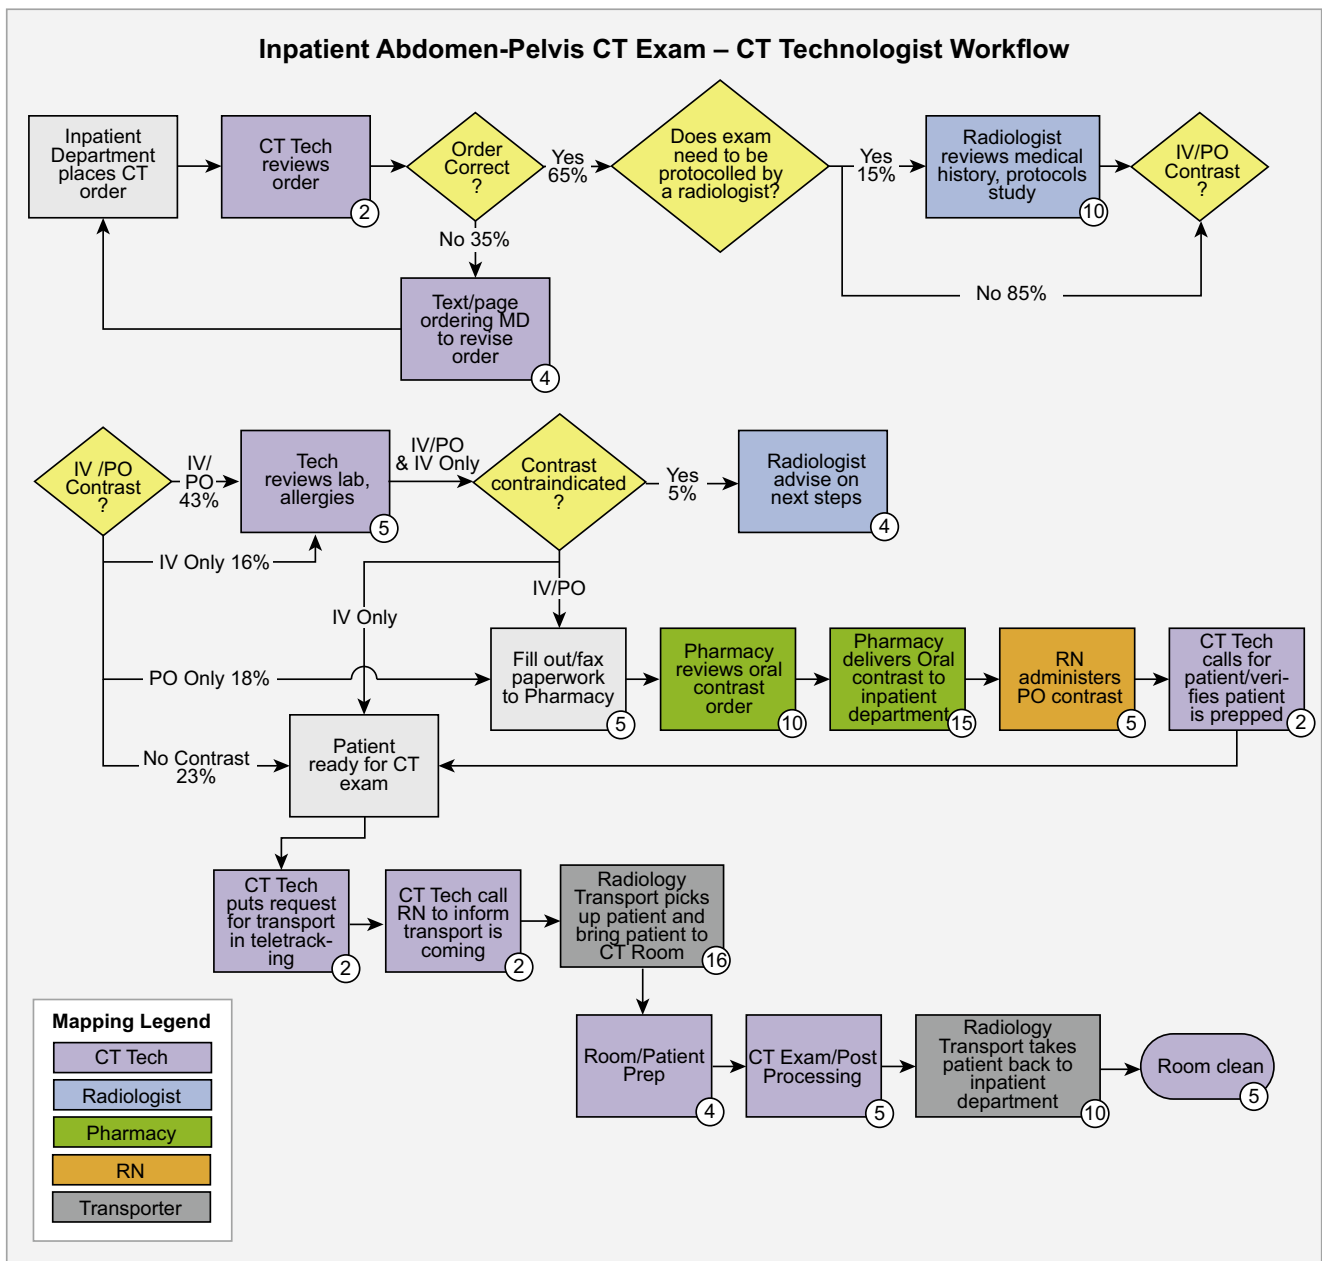 Inpatient Abdomen-Pelvis CT Exam – CT Technologist Workflow
Inpatient
Department
places CT
order
CT Tech
reviews
order
2
Order
Correct
?
Yes
65%
Does exam
need to be
protocolled by
a radiologist?
Yes
15%
Radiologist
reviews medical
history, protocols
study
10
IV/PO
Contrast
?
No 35%
No 85%
Text/page
ordering MD
to revise
order
4
IV /PO
Contrast
?
IV/
PO
43%
Tech
reviews lab,
allergies
5
IV/PO
& IV Only
Contrast
contraindicated
?
Yes
5%
Radiologist
advise on
next steps
4
IV Only 16%
IV/PO
IV Only
PO Only 18%
Fill out/fax
paperwork
to Pharmacy
5
Pharmacy
reviews oral
contrast
order
10
Pharmacy
delivers Oral
contrast to
inpatient
department
15
RN
administers
PO contrast
5
CT Tech
calls for
patient/veri-
fies patient
is prepped
2
No Contrast
23%
Patient
ready for CT
exam
CT Tech
puts request
for transport
in teletrack-
ing
2
CT Tech call
RN to inform
transport is
coming
2
Radiology
Transport picks
up patient and
bring patient to
CT Room
16
Room/Patient
Prep
4
CT Exam/Post
Processing
5
Radiology
Transport takes
patient back to
inpatient
department
10
Room clean
5
Mapping Legend
CT Tech
Radiologist
Pharmacy
RN
Transporter